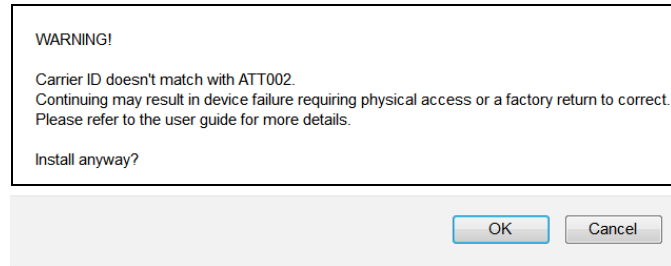 WARNING!
Carrier ID doesn't match with ATT002.
Continuing may result in device failure requiring physical access or a factory return to correct.
Please refer to the user guide for more details.
Install anyway?
OK Cancel